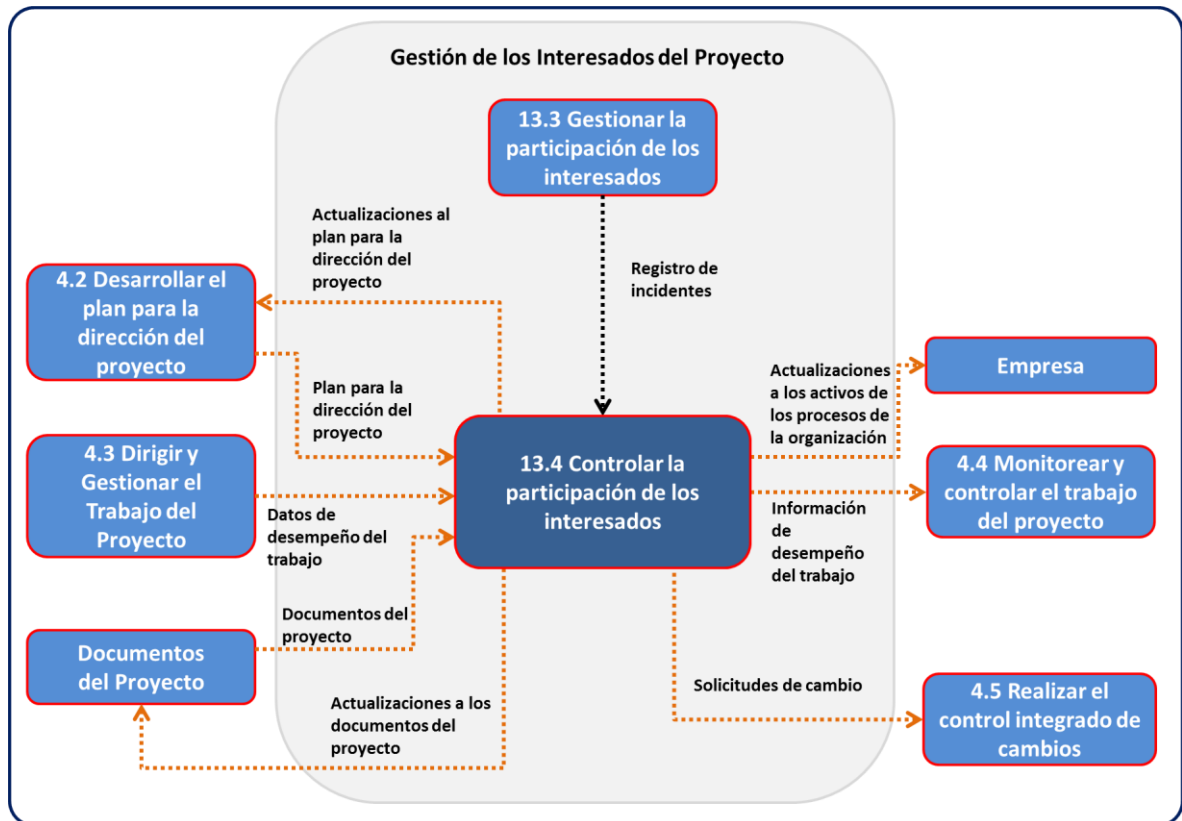 Gestión de los Interesados del Proyecto
13.3 Gestionar la
participación de los
interesados
Actualizaciones al
plan para la
dirección del
proyecto
Registro de
incidentes
4.2 Desarrollar el
plan para la
dirección del
proyecto
Plan para la
dirección del
proyecto
Actualizaciones
a los activos de
los procesos de
la organización
Empresa
4.3 Dirigir y
Gestionar el
Trabajo del
Proyecto
13.4 Controlar la
participación de los
interesados
4.4 Monitorear y
controlar el trabajo
del proyecto
Datos de
desempeño del
trabajo
Información
de
desempeño
del trabajo
Documentos del
proyecto
Documentos
del Proyecto
Solicitudes de cambio
4.5 Realizar el
control integrado de
cambios
Actualizaciones a los
documentos del
proyecto